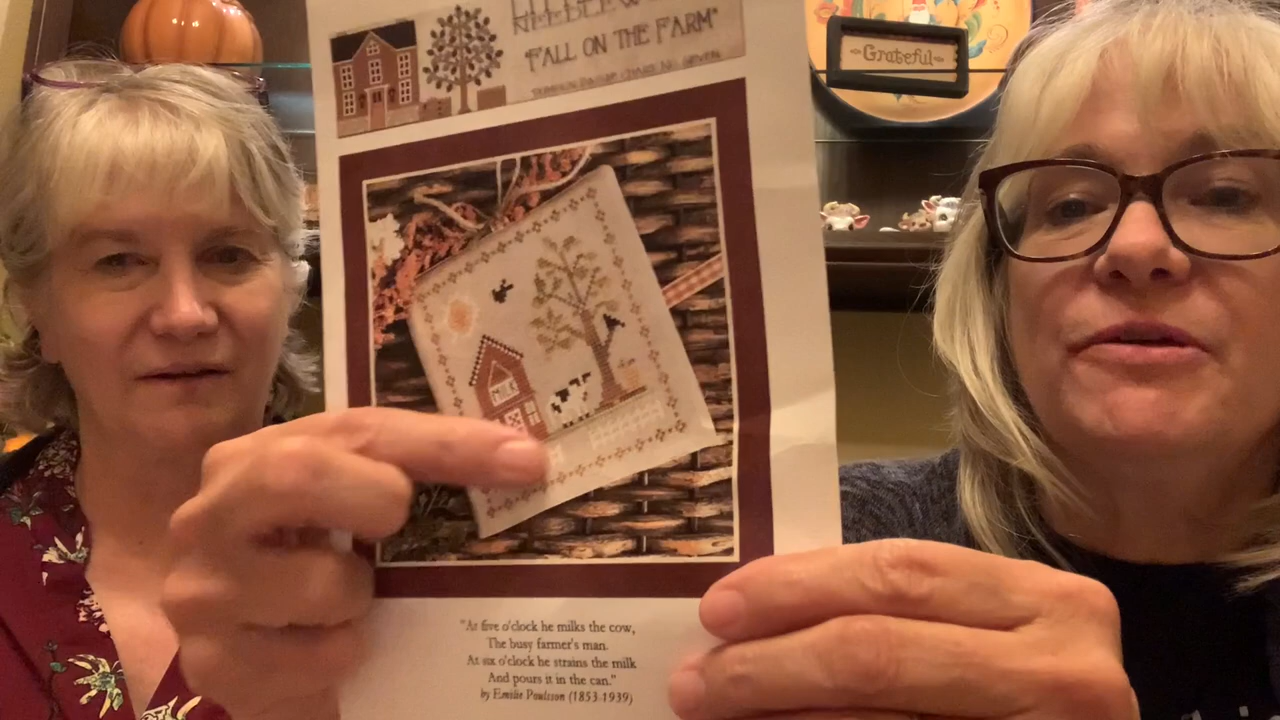 "FALL ON THE FARM"
Grateful
MILK
"At five o'clock he milks the cow,
The busy farmer's man.
At six o'clock he strains the milk
And pours it in the can."
by Emilie Poulsson (1853-1939)